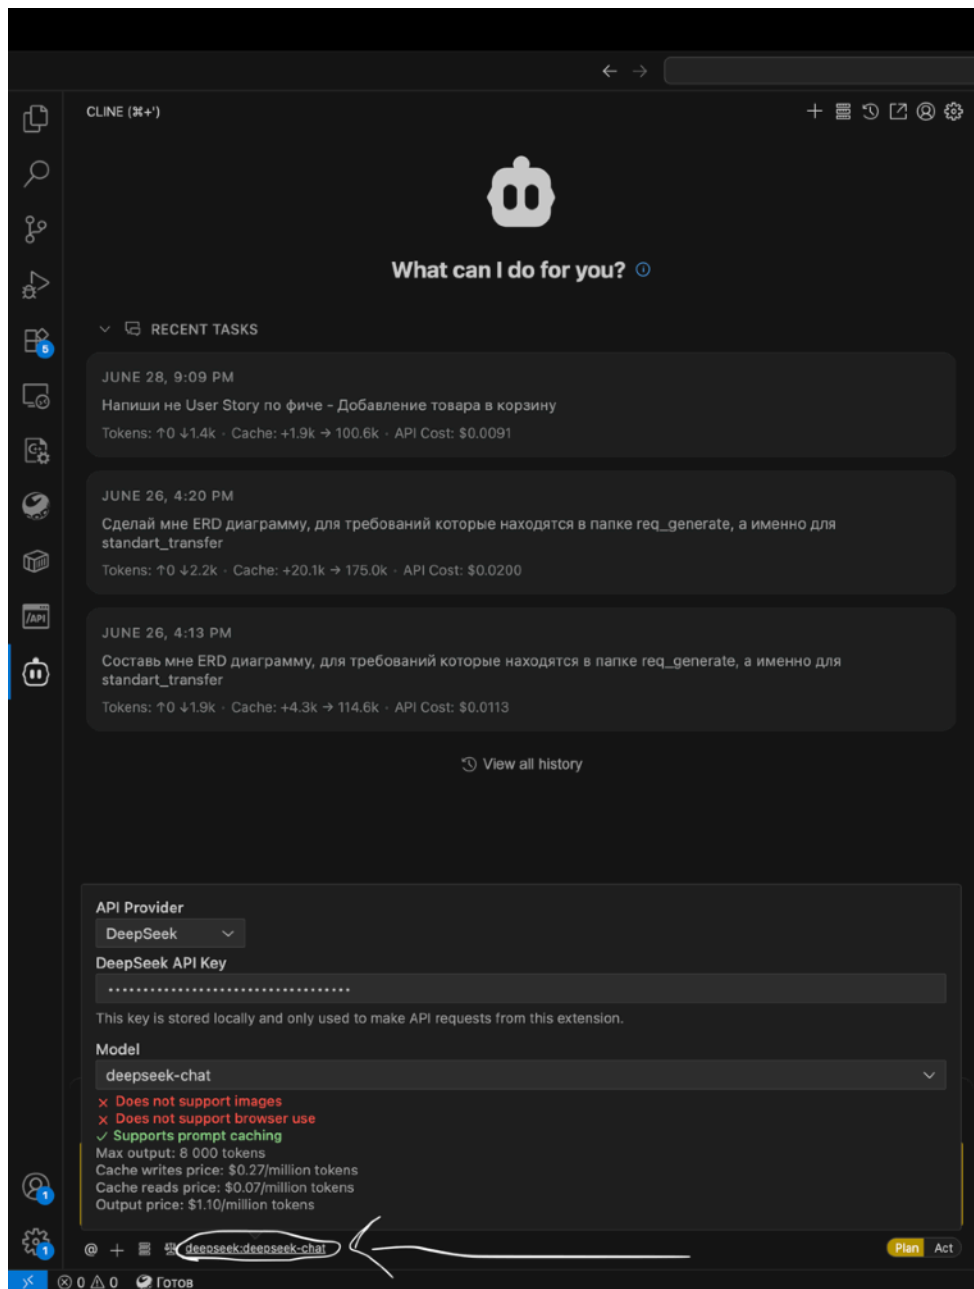 CLINE (⌘+')
What can I do for you?
RECENT TASKS
JUNE 28, 9:09 PM
Напиши не User Story по фиче - Добавление товара в корзину
Tokens: ↑0 ↓1.4k · Cache: +1.9k → 100.6k · API Cost: $0.0091
JUNE 26, 4:20 PM
Сделай мне ERD диаграмму, для требований которые находятся в папке req_generate, а именно для
standart_transfer
Tokens: ↑0 ↓2.2k · Cache: +20.1k → 175.0k · API Cost: $0.0200
JUNE 26, 4:13 PM
Составь мне ERD диаграмму, для требований которые находятся в папке req_generate, а именно для
standart_transfer
Tokens: ↑0 ↓1.9k · Cache: +4.3k → 114.6k · API Cost: $0.0113
View all history
API Provider
DeepSeek
DeepSeek API Key
This key is stored locally and only used to make API requests from this extension.
Model
deepseek-chat
Does not support images
Does not support browser use
Supports prompt caching
Max output: 8 000 tokens
Cache writes price: $0.27/million tokens
Cache reads price: $0.07/million tokens
Output price: $1.10/million tokens
@ deepseek:deepseek-chat Plan Act
0 0 Готов
5
/API
1
1